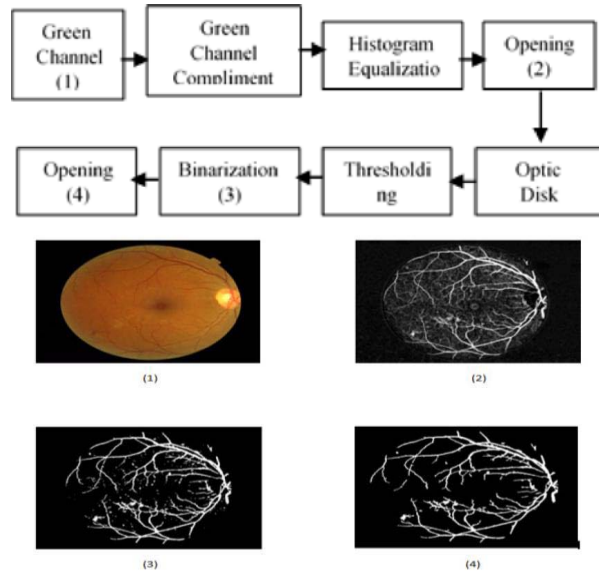 Green
Channel
(1)
Green
Channel
Compliment
Histogram
Equalizatio
Opening
(2)
Opening
(4)
Binarization
(3)
Thresholdi
ng
Optic
Disk
(1)
(2)
(3)
(4)